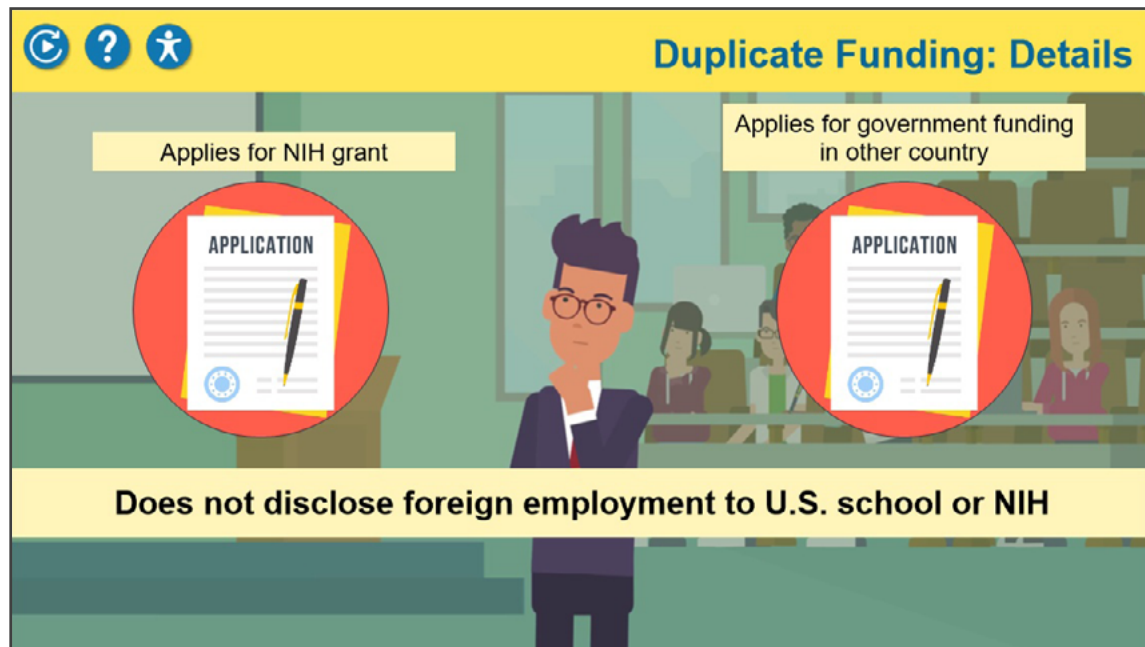 ?
Duplicate Funding: Details
Applies for NIH grant
Applies for government funding
in other country
APPLICATION
APPLICATION
Does not disclose foreign employment to U.S. school or NIH